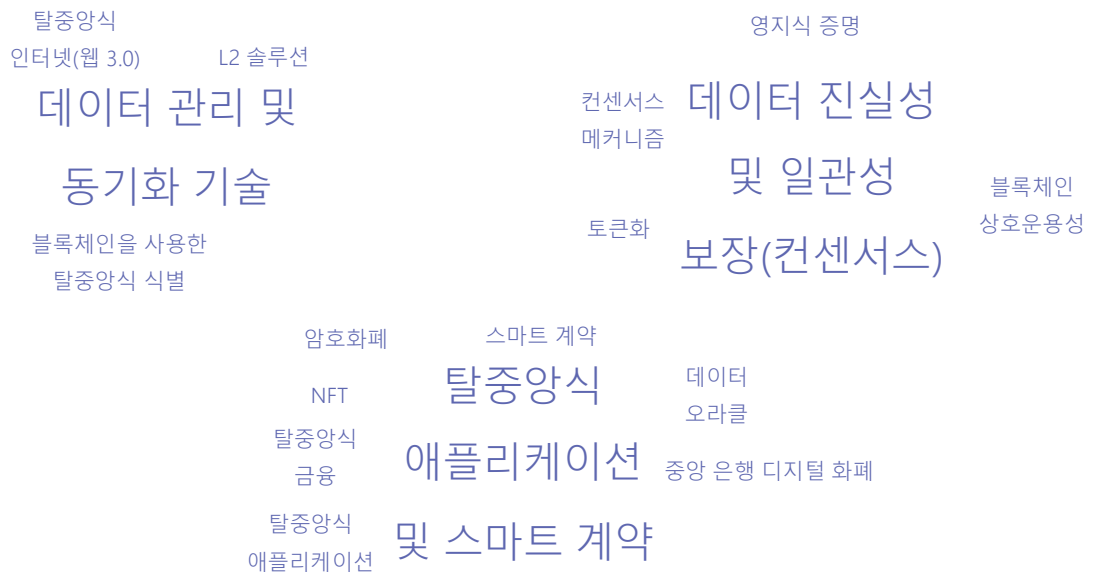 탈중앙식
인터넷(웹 3.0)
L2 솔루션
데이터 관리 및
동기화 기술
블록체인을 사용한
탈중앙식 식별
영지식 증명
컨센서스
메커니즘
데이터 진실성
및 일관성
보장(컨센서스)
토큰화
블록체인
상호운용성
암호화폐
스마트 계약
NFT
탈중앙식
금융
탈중앙식
애플리케이션
탈중앙식
애플리케이션
및 스마트 계약
데이터
오라클
중앙 은행 디지털 화폐